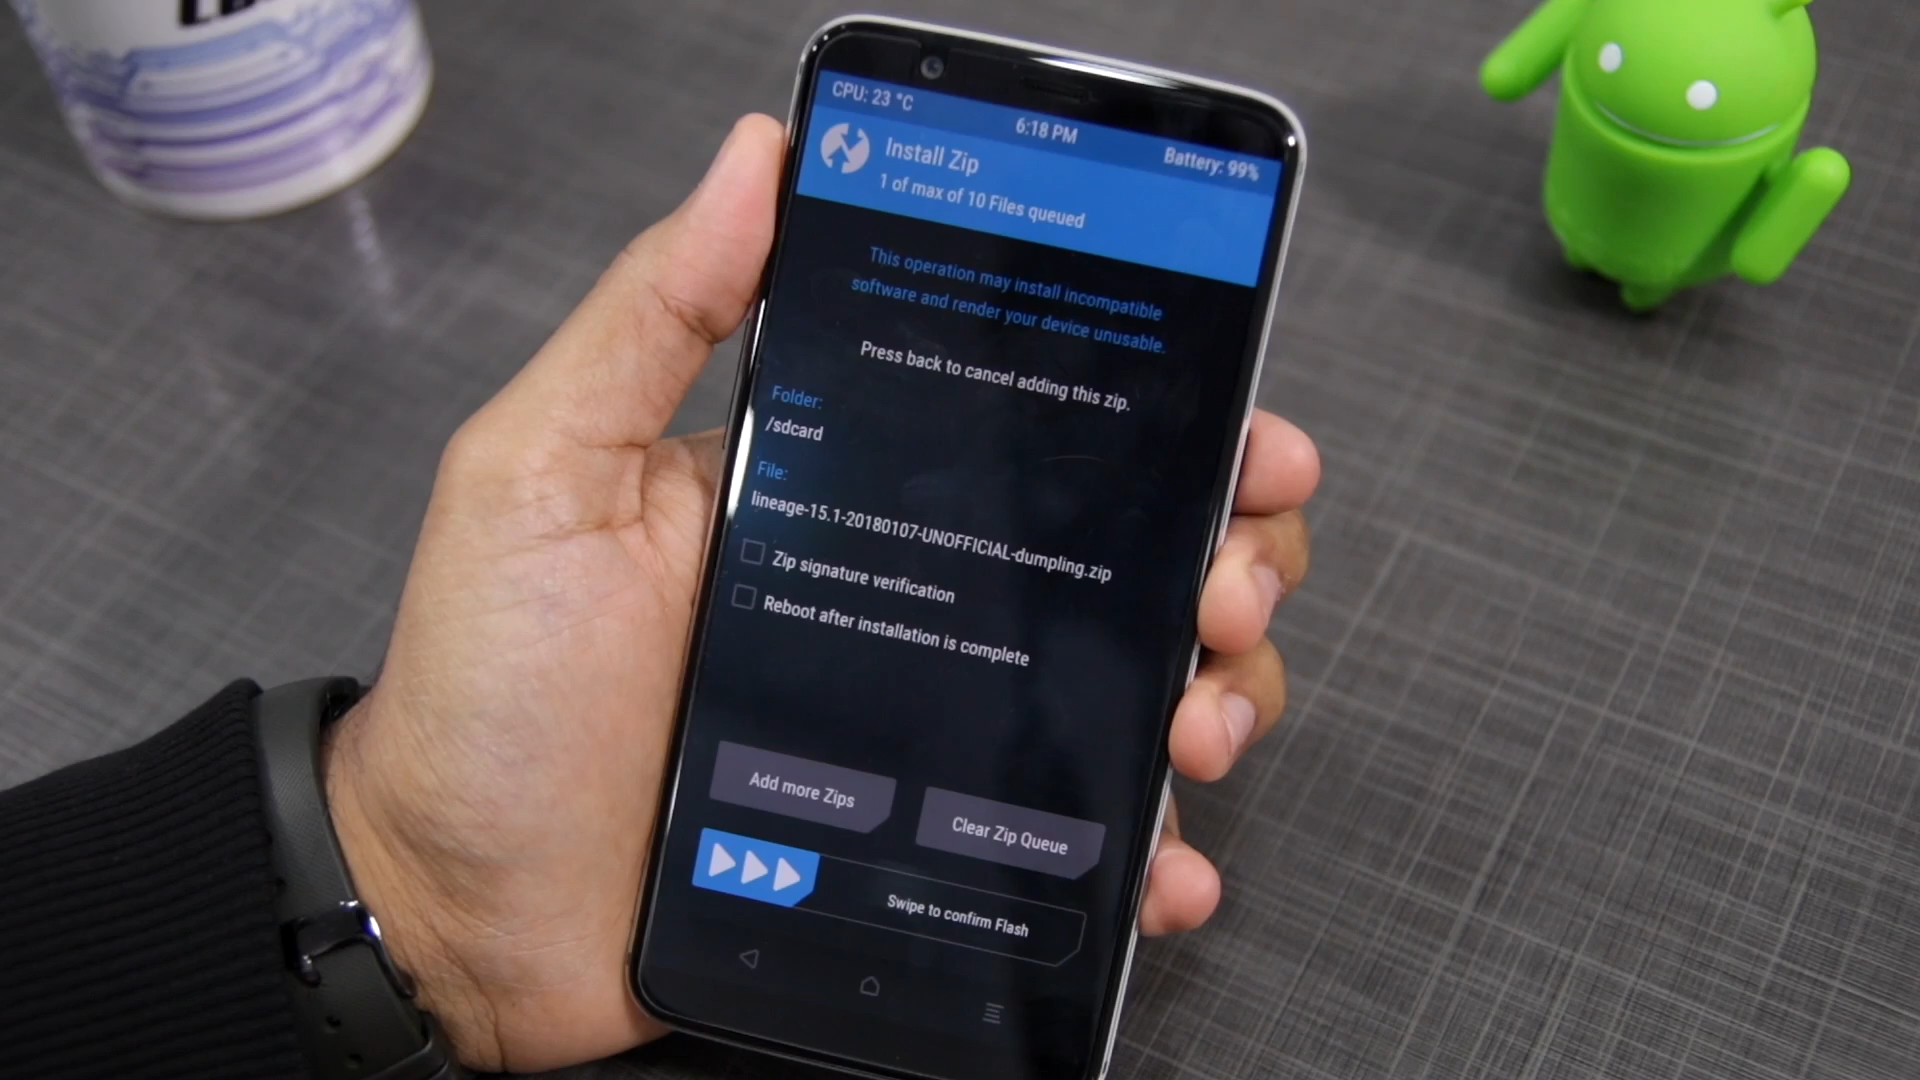 CPU: 23 °C
6:18 PM
Battery: 99%
Install Zip
1 of max of 10 Files queued
This operation may install incompatible
software and render your device unusable.
Press back to cancel adding this zip.
Folder:
/sdcard
File:
lineage-15.1-20180107-UNOFFICIAL-dumpling.zip
Zip signature verification
Reboot after installation is complete
Add more Zips
Clear Zip Queue
Swipe to confirm Flash